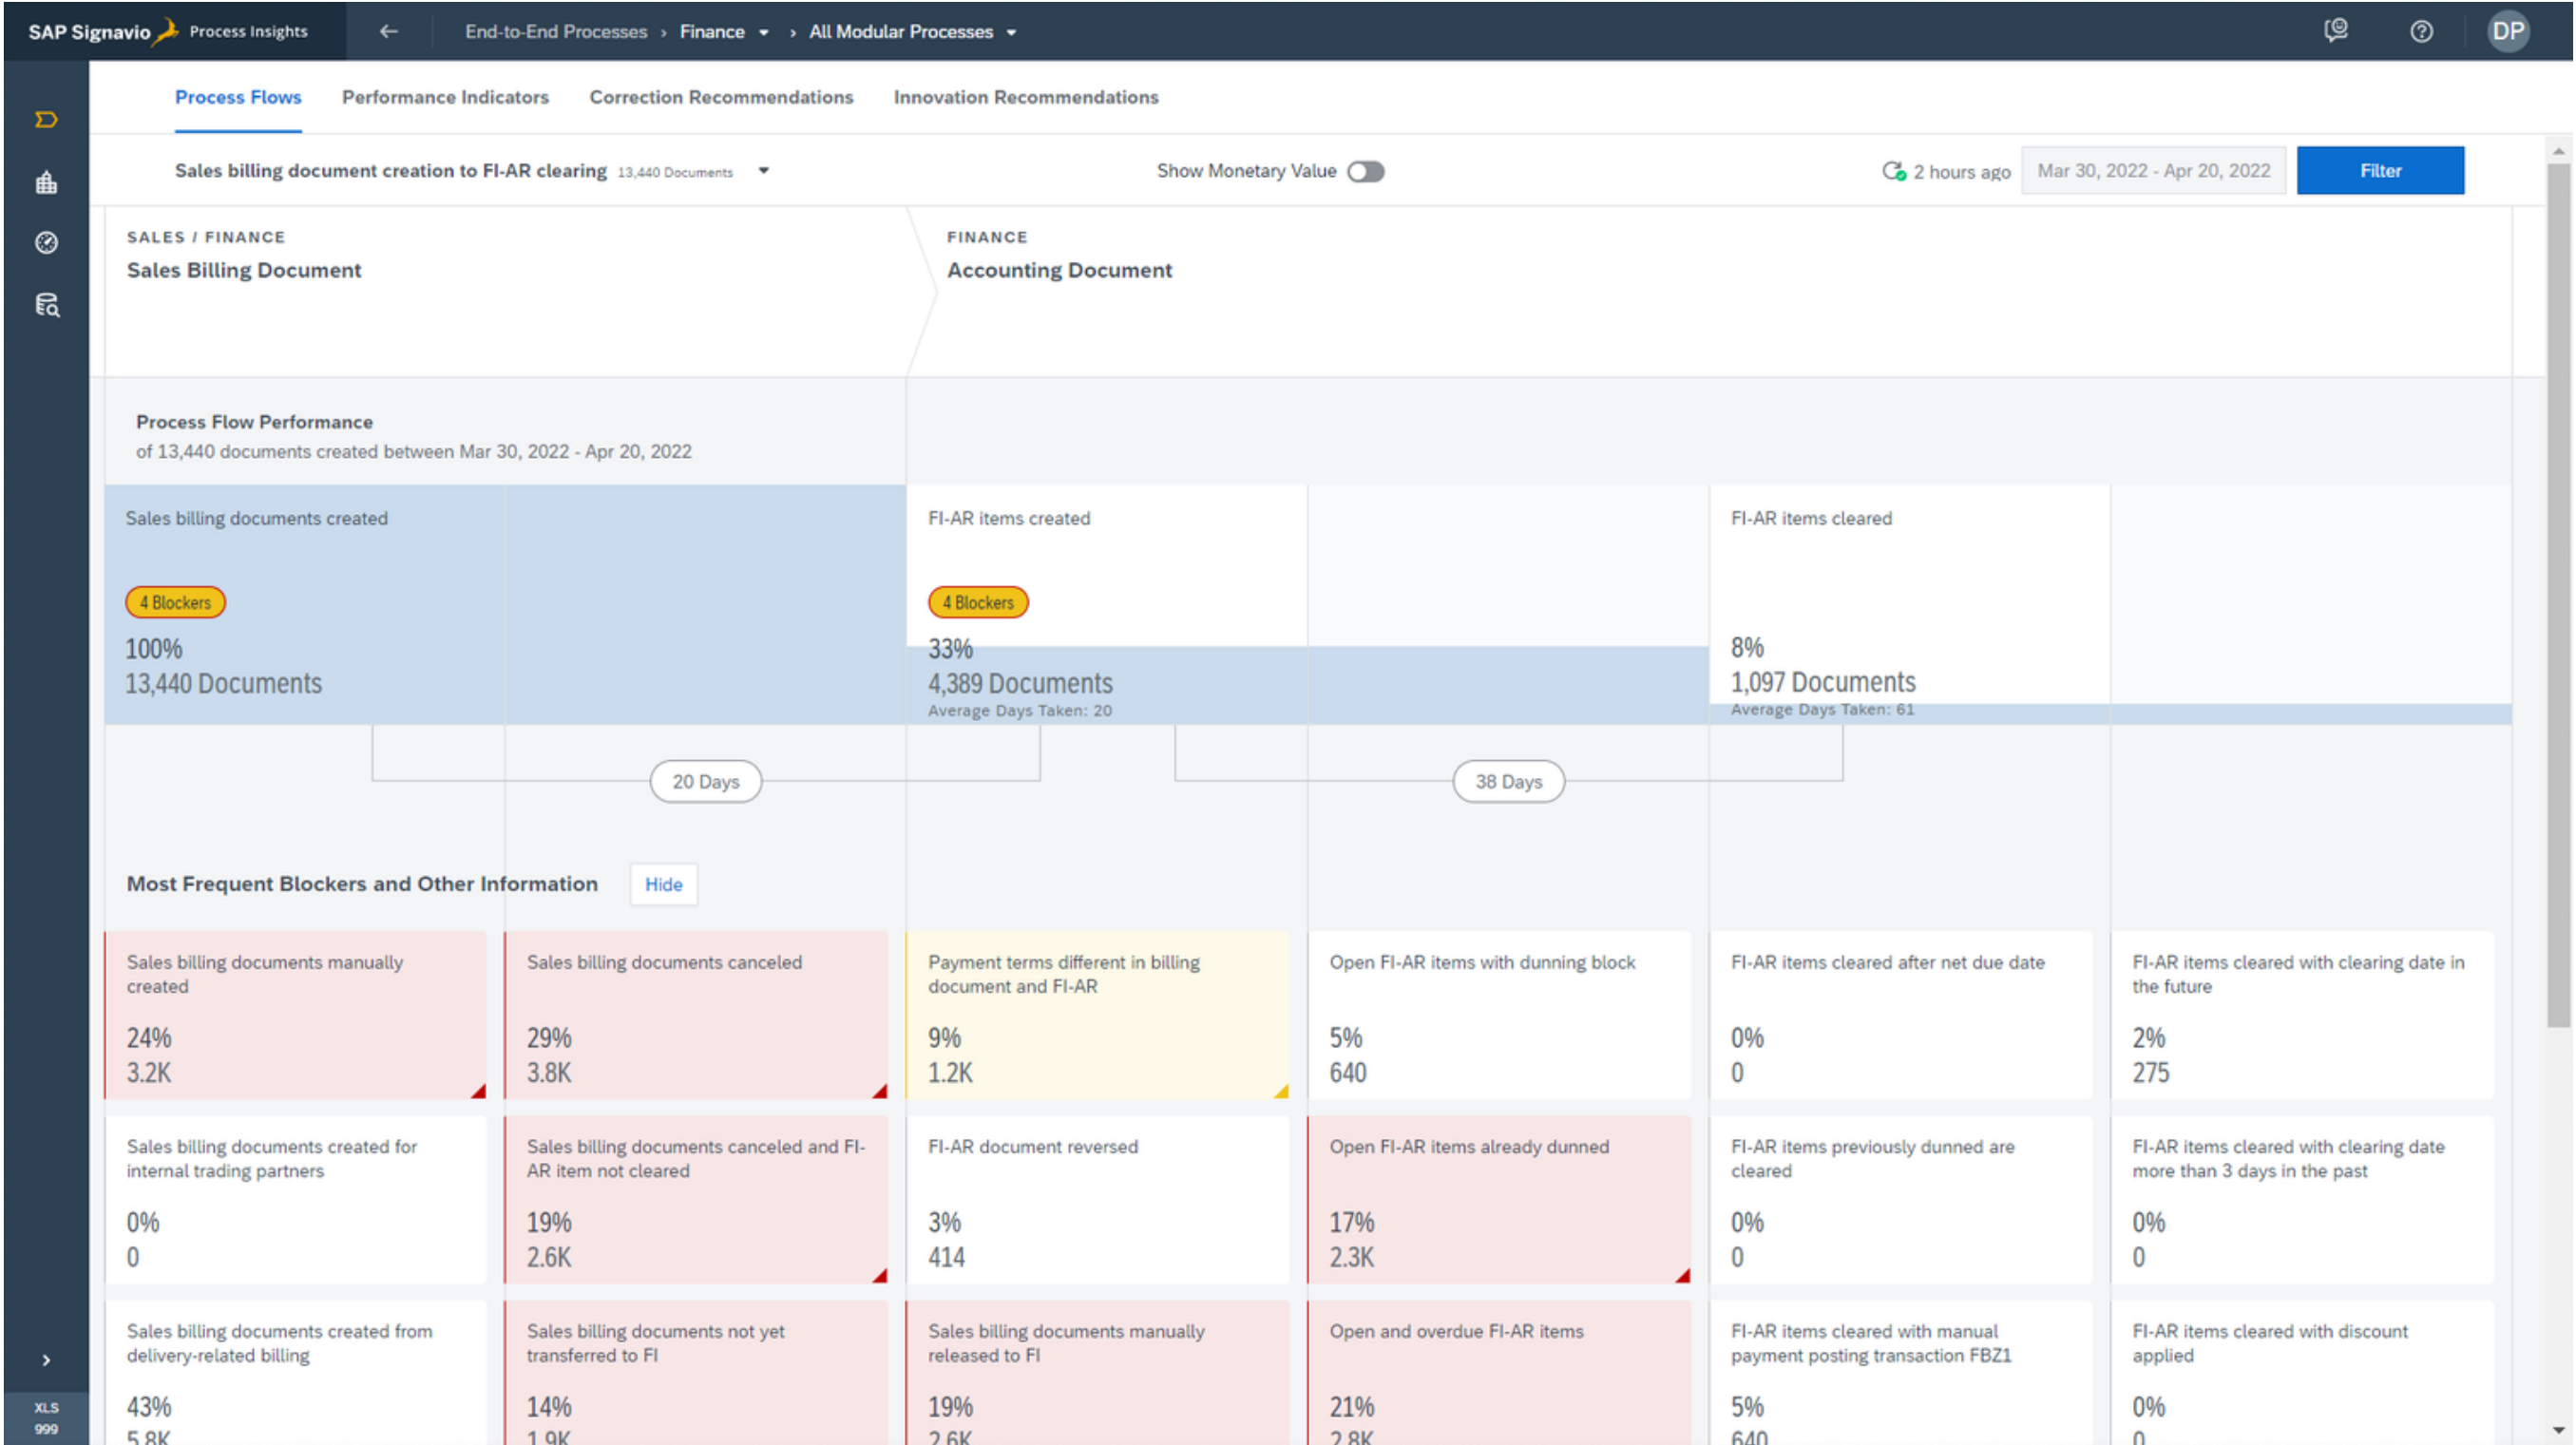 SAP Signavio Process Insights
End-to-End Processes › Finance › All Modular Processes
DP
Process Flows Performance Indicators Correction Recommendations Innovation Recommendations
Sales billing document creation to FI-AR clearing 13,440 Documents
Show Monetary Value
2 hours ago
Mar 30, 2022 - Apr 20, 2022
Filter
SALES / FINANCE
Sales Billing Document
FINANCE
Accounting Document
Process Flow Performance
of 13,440 documents created between Mar 30, 2022 - Apr 20, 2022
Sales billing documents created
4 Blockers
100%
13,440 Documents
FI-AR items created
4 Blockers
33%
4,389 Documents
Average Days Taken: 20
FI-AR items cleared
8%
1,097 Documents
Average Days Taken: 61
20 Days
38 Days
Most Frequent Blockers and Other Information
Hide
Sales billing documents manually
created
24%
3.2K
Sales billing documents canceled
29%
3.8K
Payment terms different in billing
document and FI-AR
9%
1.2K
Open FI-AR items with dunning block
5%
640
FI-AR items cleared after net due date
0%
0
FI-AR items cleared with clearing date in
the future
2%
275
Sales billing documents created for
internal trading partners
0%
0
Sales billing documents canceled and FI-
AR item not cleared
19%
2.6K
FI-AR document reversed
3%
414
Open FI-AR items already dunned
17%
2.3K
FI-AR items previously dunned are
cleared
0%
0
FI-AR items cleared with clearing date
more than 3 days in the past
0%
0
Sales billing documents created from
delivery-related billing
43%
5.8K
Sales billing documents not yet
transferred to FI
14%
1.9K
Sales billing documents manually
released to FI
19%
2.6K
Open and overdue FI-AR items
21%
2.8K
FI-AR items cleared with manual
payment posting transaction FBZ1
5%
640
FI-AR items cleared with discount
applied
0%
0
XLS
999